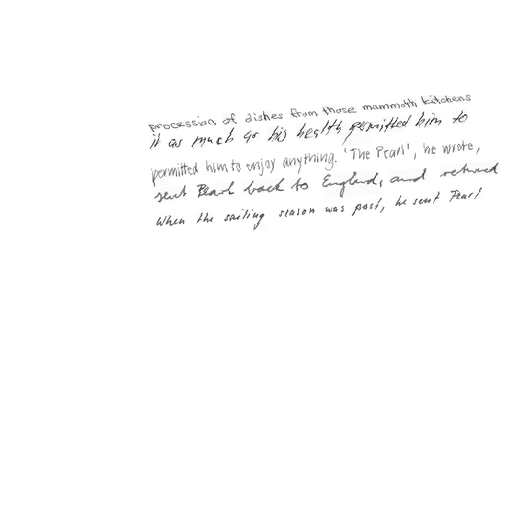 procession of dishes from those mammoth kitchens
it as much as his health permitted him to
permitted him to enjoy anything. 'The Pearl', he wrote,
sent Pearl back to England, and returned
When the sailing season was past, he sent Pearl